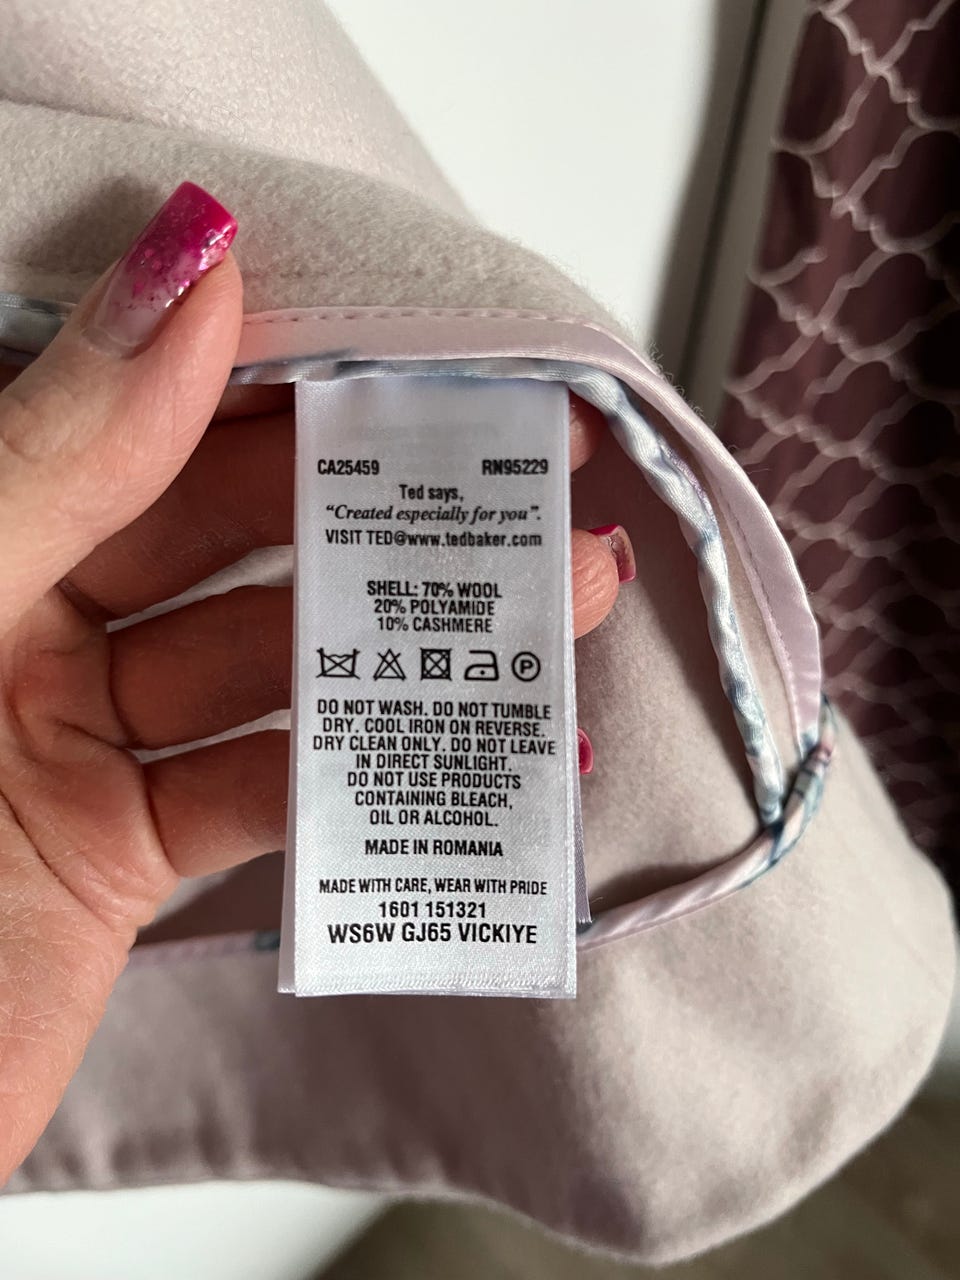 CA25459 RN95229
Ted says,
“Created especially for you”.
VISIT TED@www.tedbaker.com
SHELL: 70% WOOL
20% POLYAMIDE
10% CASHMERE
P
DO NOT WASH. DO NOT TUMBLE
DRY. COOL IRON ON REVERSE.
DRY CLEAN ONLY. DO NOT LEAVE
IN DIRECT SUNLIGHT.
DO NOT USE PRODUCTS
CONTAINING BLEACH,
OIL OR ALCOHOL.
MADE IN ROMANIA
MADE WITH CARE, WEAR WITH PRIDE
1601 151321
WS6W GJ65 VICKIYE